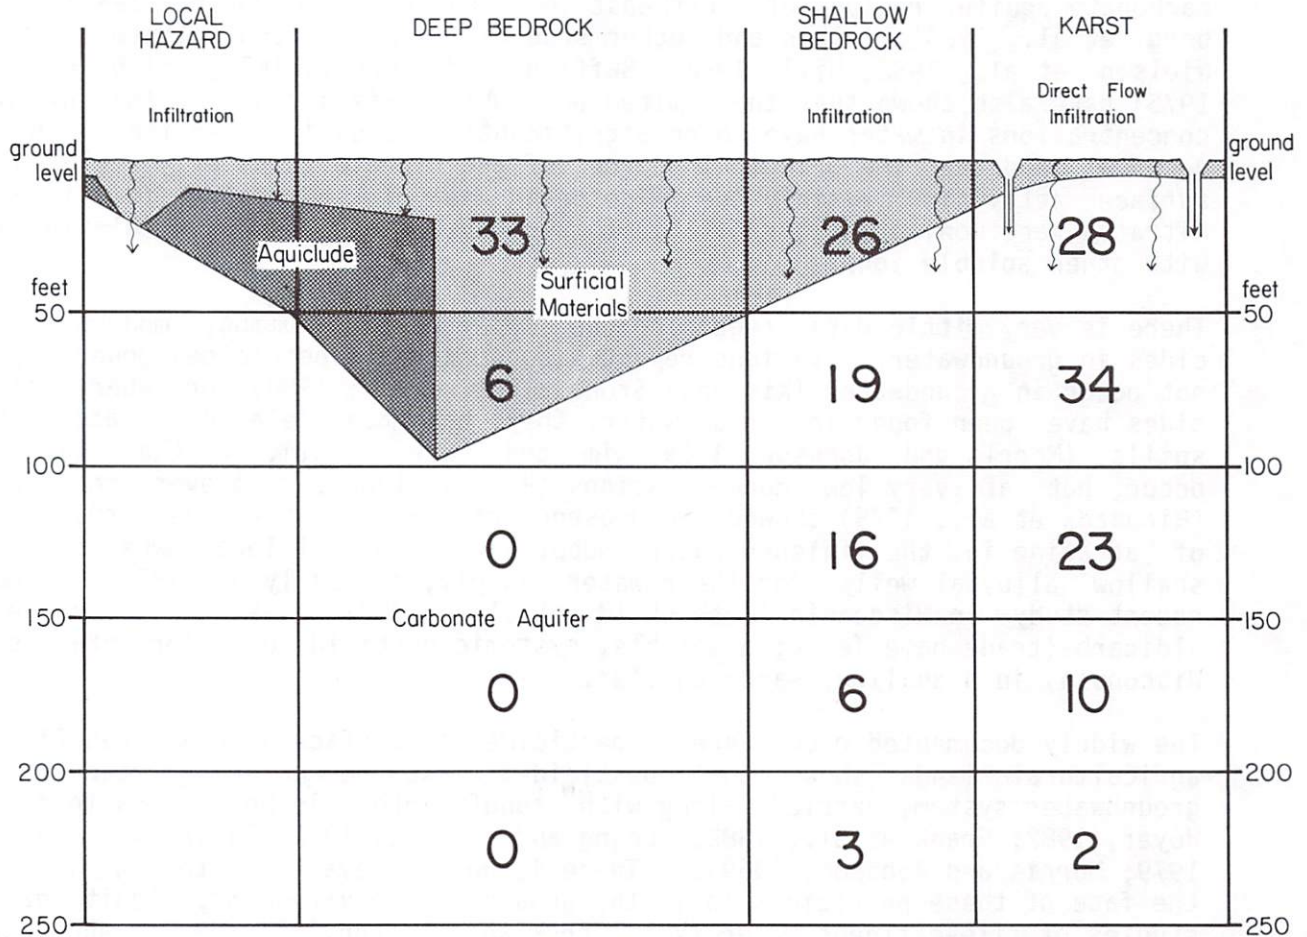 LOCAL
HAZARD
DEEP BEDROCK
SHALLOW
BEDROCK
KARST
Infiltration
Infiltration
Direct Flow
Infiltration
ground
level
ground
level
33
26
28
Aquiclude
Surficial
Materials
feet
50
feet
50
6
19
34
100
100
0
16
23
150
Carbonate Aquifer
150
0
6
10
200
200
0
3
2
250
250